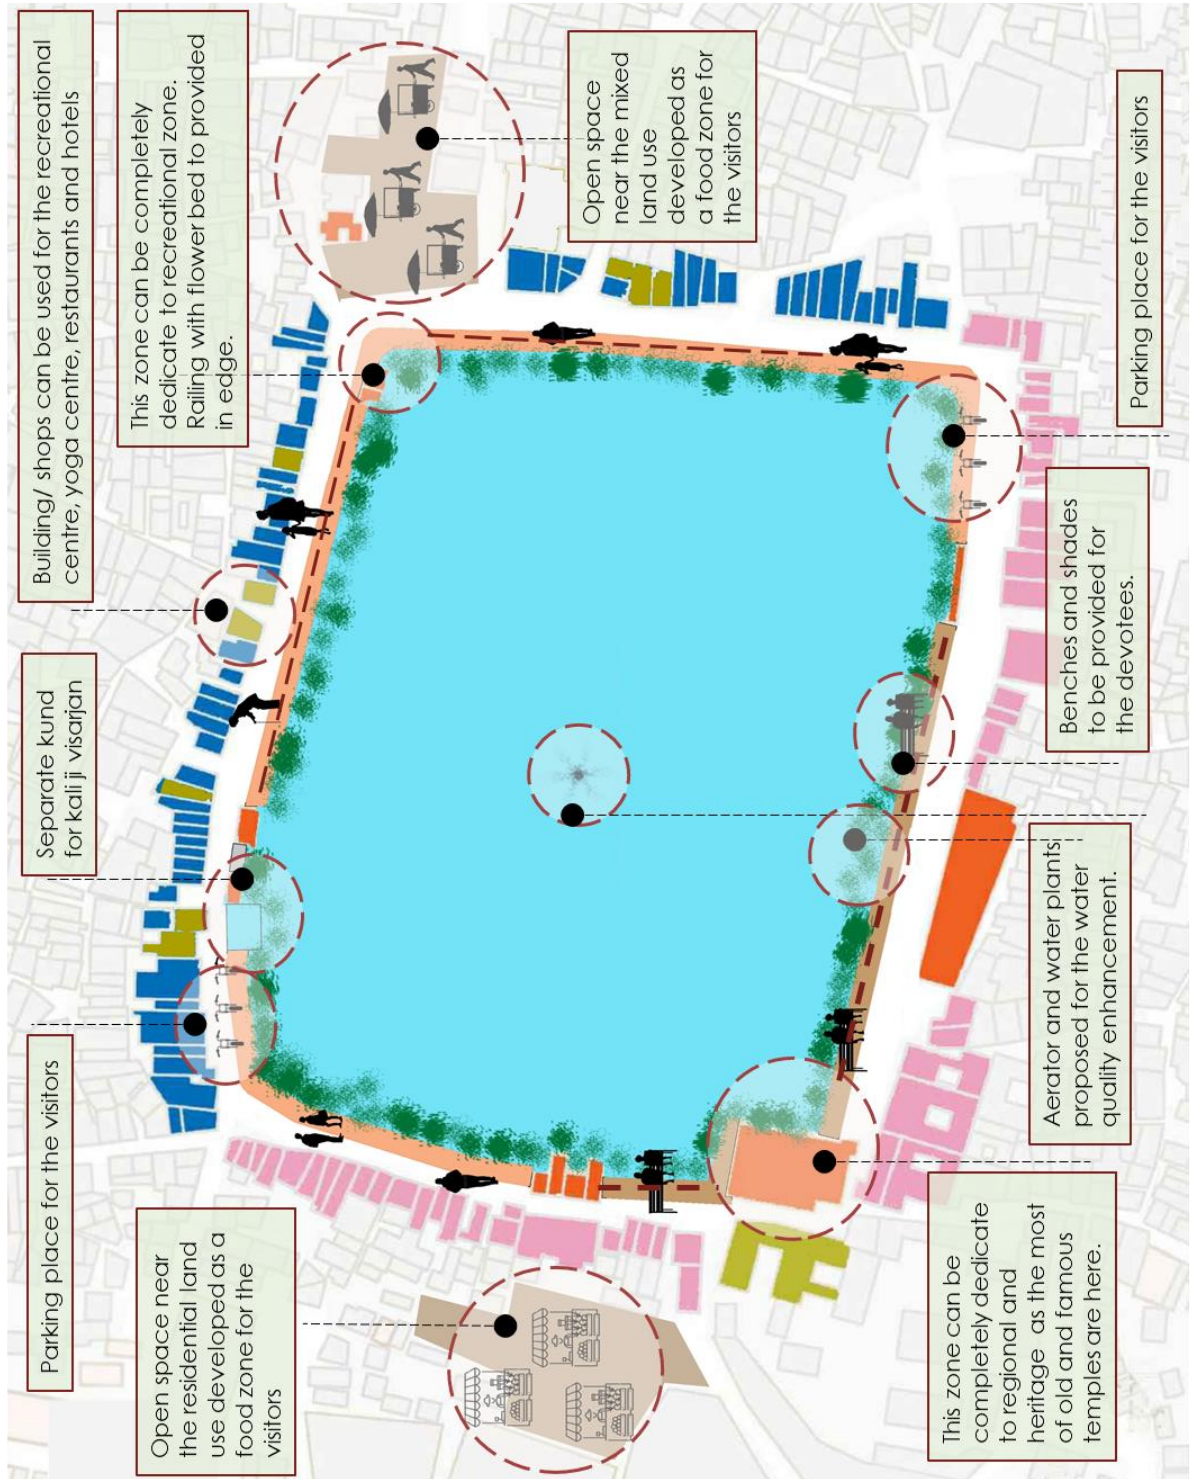 Parking place for the visitors
Separate kund
for kali ji visarjan
Building/ shops can be used for the recreational
centre, yoga centre, restaurants and hotels
This zone can be completely
dedicate to recreational zone.
Railing with flower bed to provided
in edge.
Open space near
the residential land
use developed as a
food zone for the
visitors
Open space
near the mixed
land use
developed as
a food zone for
the visitors
This zone can be
completely dedicate
to regional and
heritage as the most
of old and famous
temples are here.
Aerator and water plants
proposed for the water
quality enhancement.
Benches and shades
to be provided for
the devotees.
Parking place for the visitors